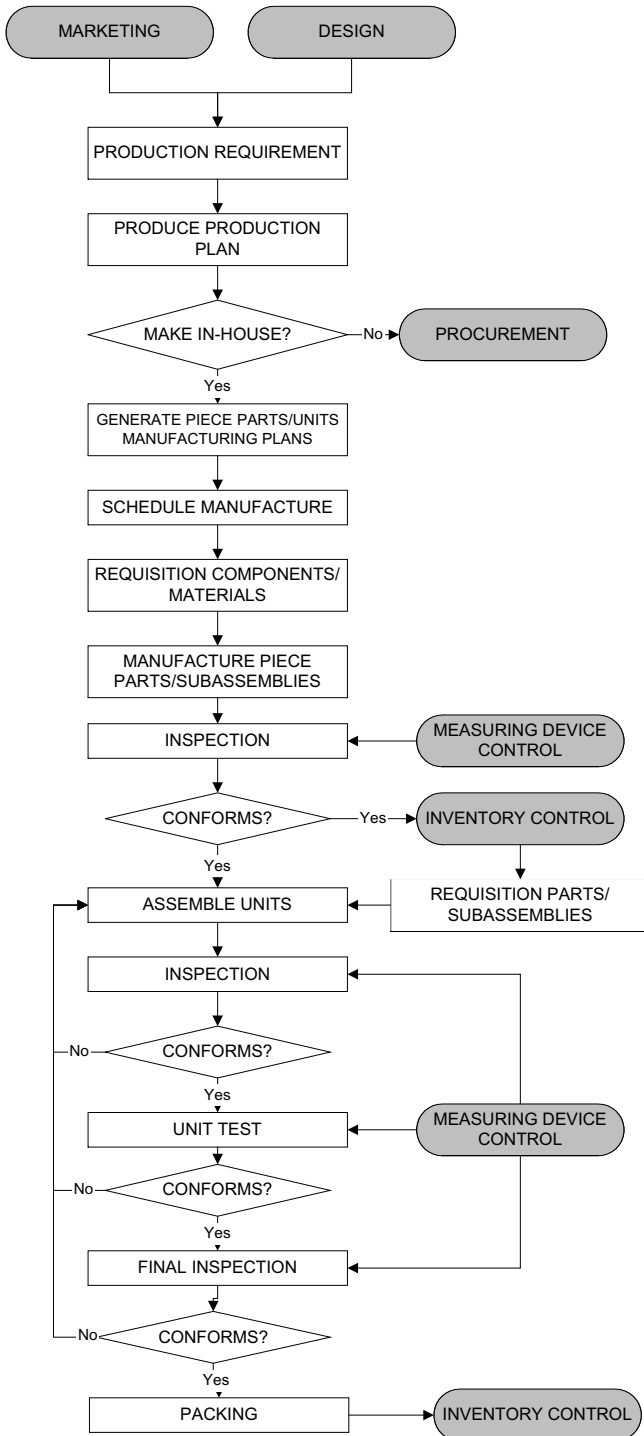 MARKETING
DESIGN
PRODUCTION REQUIREMENT
PRODUCE PRODUCTION
PLAN
MAKE IN-HOUSE?
No
PROCUREMENT
Yes
GENERATE PIECE PARTS/UNITS
MANUFACTURING PLANS
SCHEDULE MANUFACTURE
REQUISITION COMPONENTS/
MATERIALS
MANUFACTURE PIECE
PARTS/SUBASSEMBLIES
INSPECTION
MEASURING DEVICE
CONTROL
CONFORMS?
Yes
INVENTORY CONTROL
Yes
ASSEMBLE UNITS
REQUISITION PARTS/
SUBASSEMBLIES
INSPECTION
No
CONFORMS?
Yes
UNIT TEST
MEASURING DEVICE
CONTROL
No
CONFORMS?
Yes
FINAL INSPECTION
No
CONFORMS?
Yes
PACKING
INVENTORY CONTROL